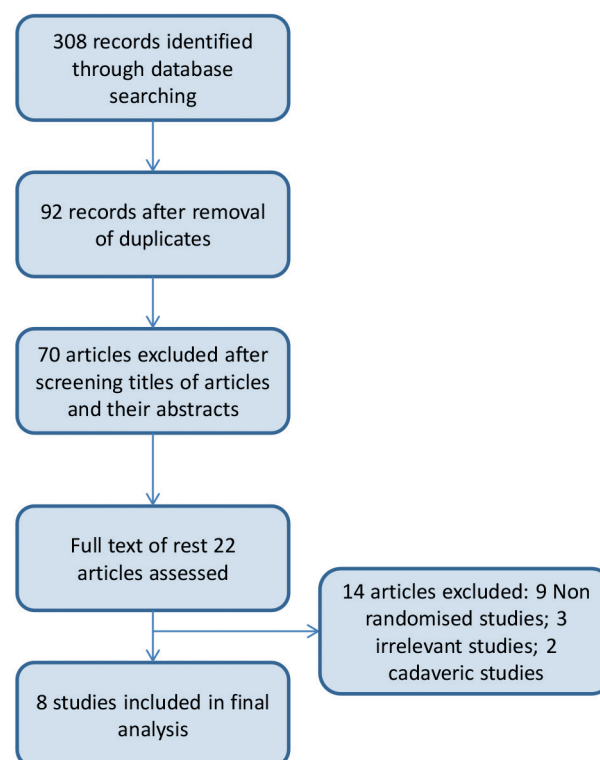 308 records identified
through database
searching
92 records after removal
of duplicates
70 articles excluded after
screening titles of articles
and their abstracts
Full text of rest 22
articles assessed
14 articles excluded: 9 Non
randomised studies; 3
irrelevant studies; 2
cadaveric studies
8 studies included in final
analysis